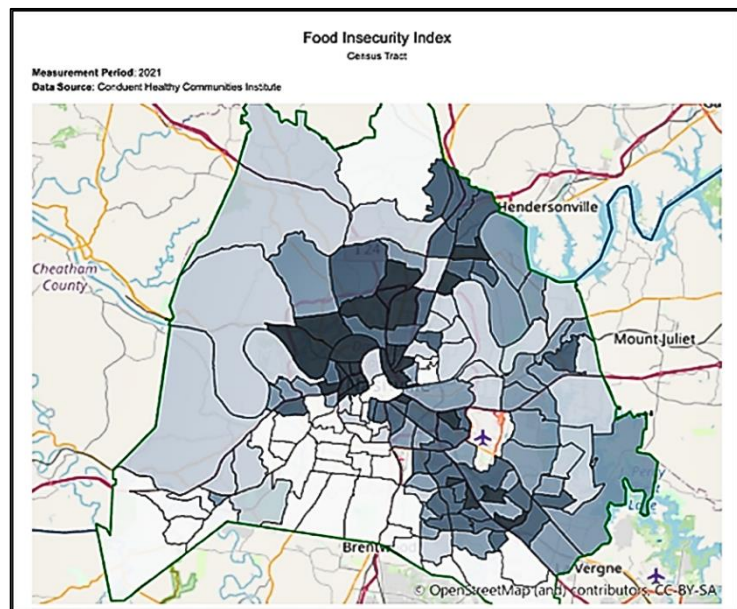 Food Insecurity Index
Census Tract
Measurement Period: 2021
Data Source: Conduent Healthy Communities Institute
Hendersonville
Cheatham
County
Mount Juliet
Vergne
© OpenStreetMap (and) contributors, CC-BY-SA